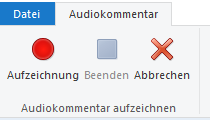 Datei Audiokommentar
Aufzeichnung Beenden Abbrechen
Audiokommentar aufzeichnen